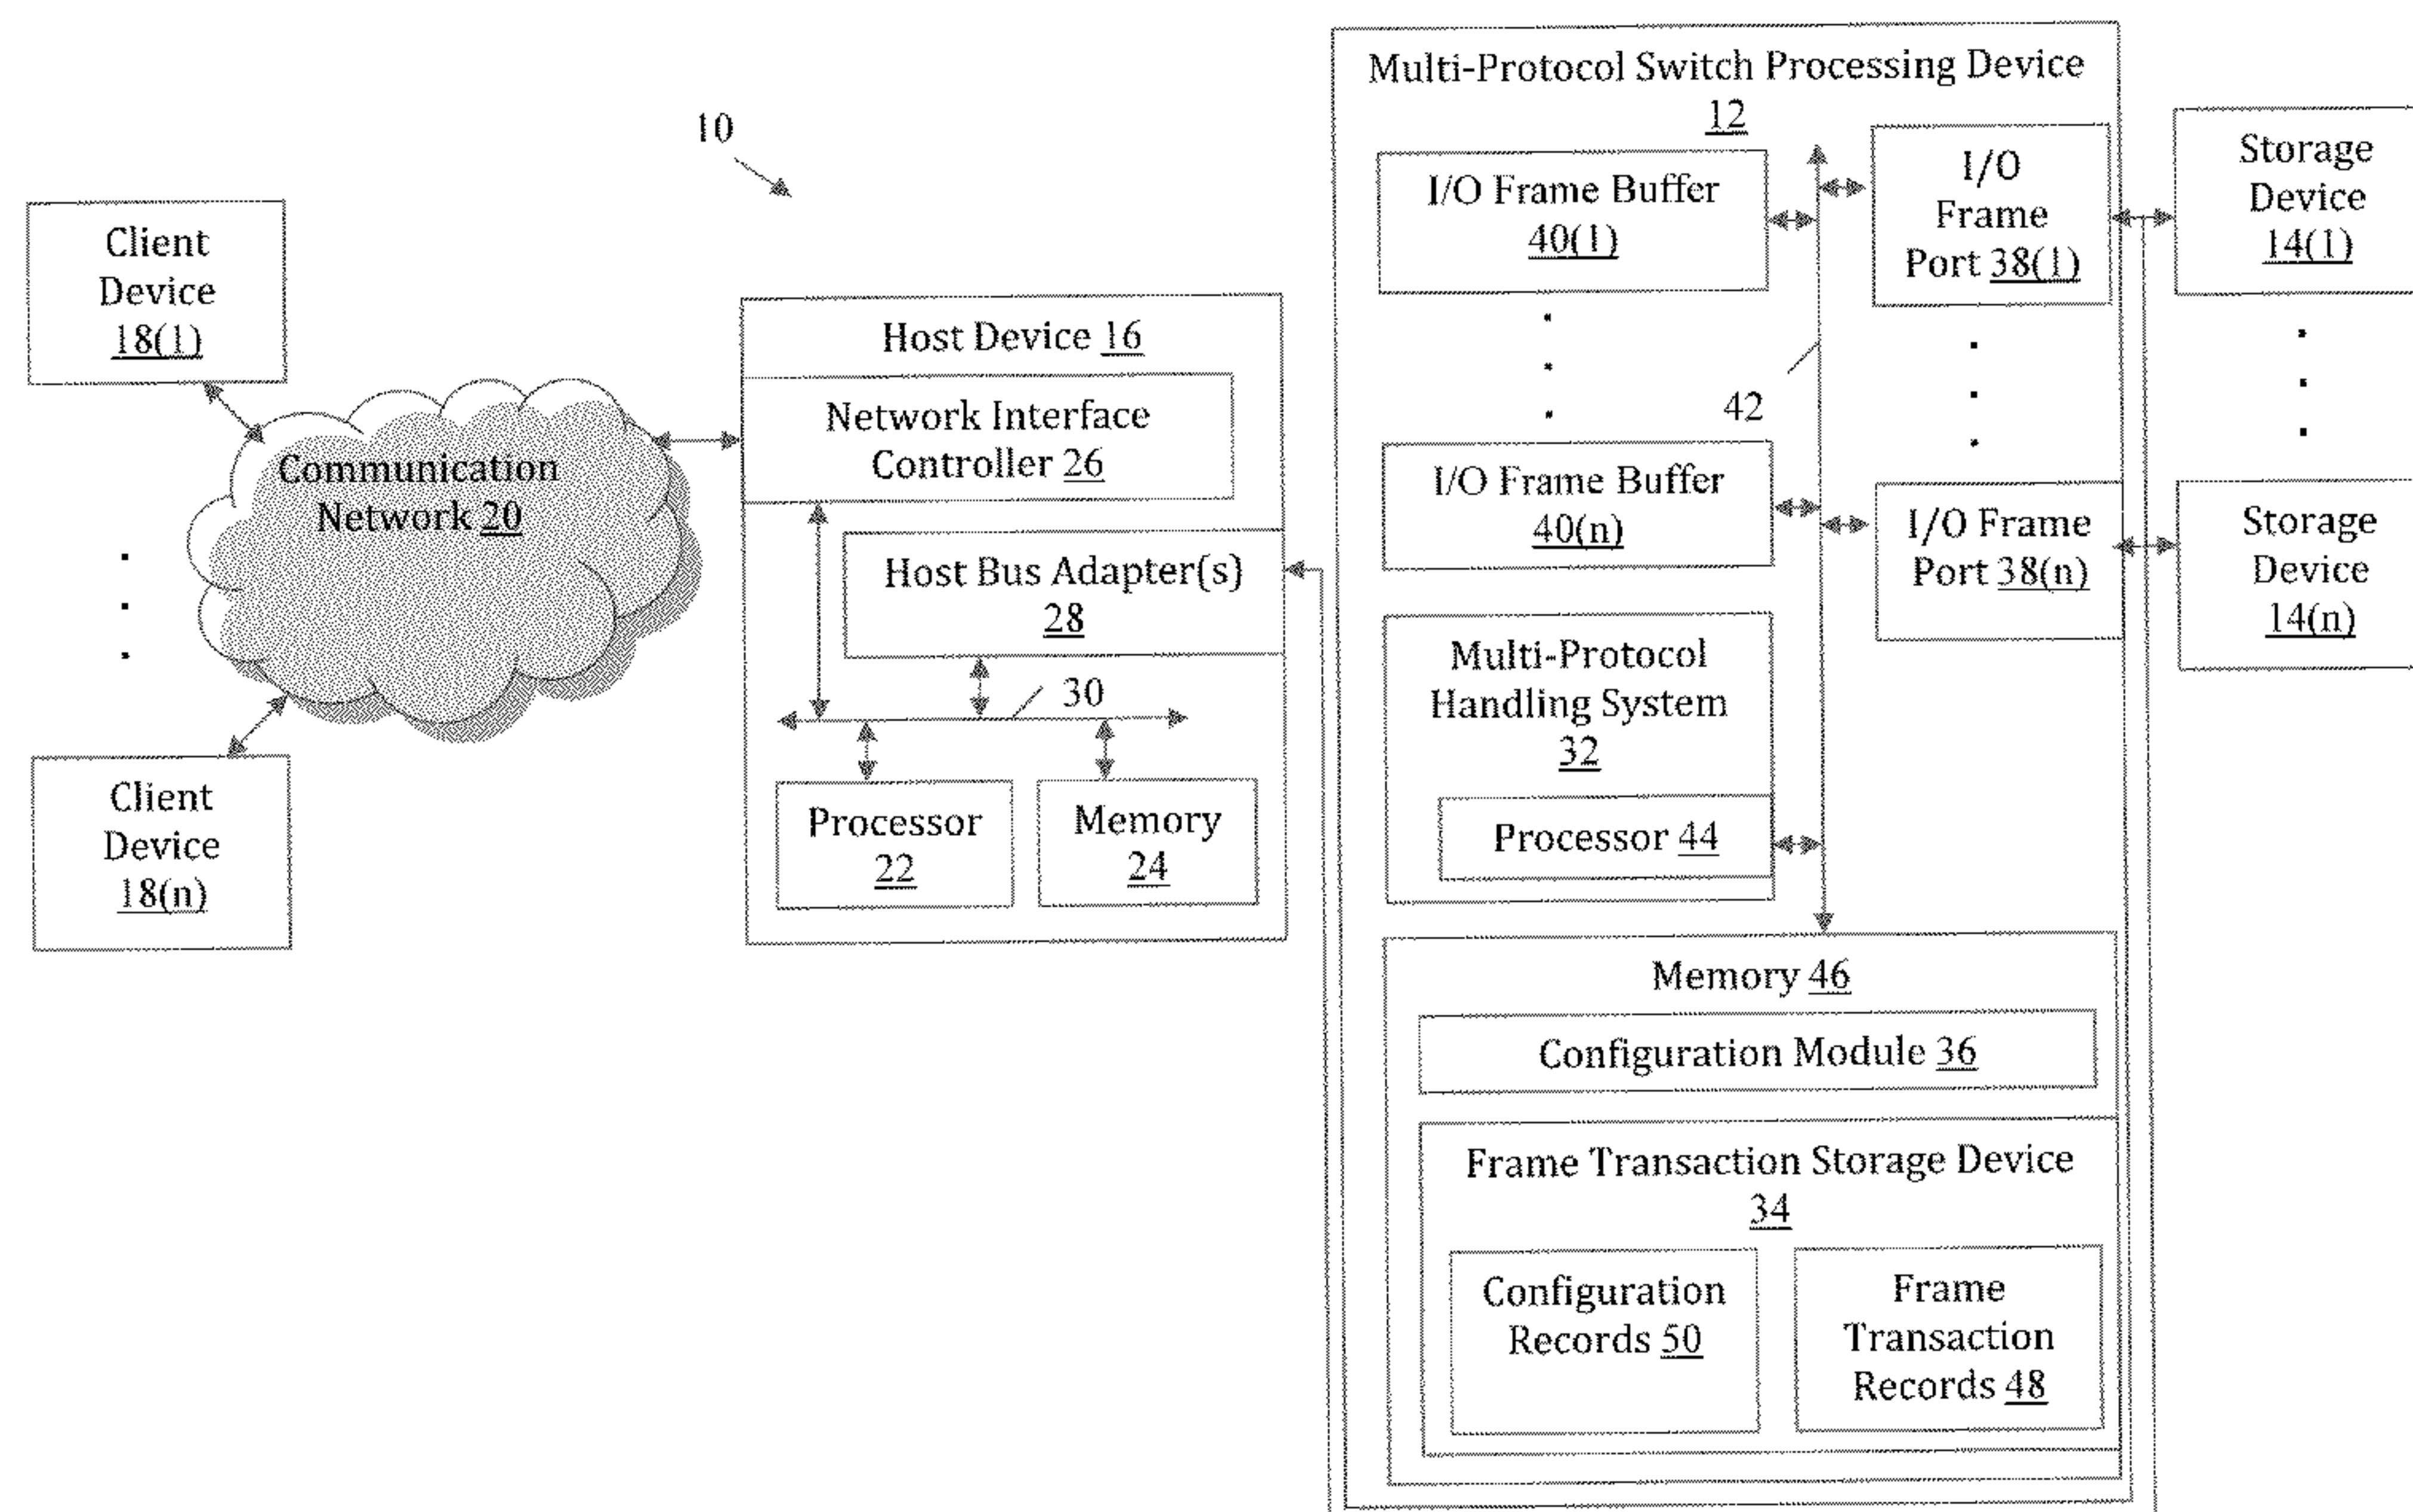 10
Client
Device
18(1)
Communication
Network 20
Client
Device
18(n)
Host Device 16
Network Interface
Controller 26
Host Bus Adapter(s)
28
30
Processor
22
Memory
24
Multi-Protocol Switch Processing Device
12
I/O Frame Buffer
40(1)
I/O Frame Buffer
40(n)
42
I/O
Frame
Port 38(1)
I/O Frame
Port 38(n)
Multi-Protocol
Handling System
32
Processor 44
Memory 46
Configuration Module 36
Frame Transaction Storage Device
34
Configuration
Records 50
Frame
Transaction
Records 48
Storage
Device
14(1)
Storage
Device
14(n)